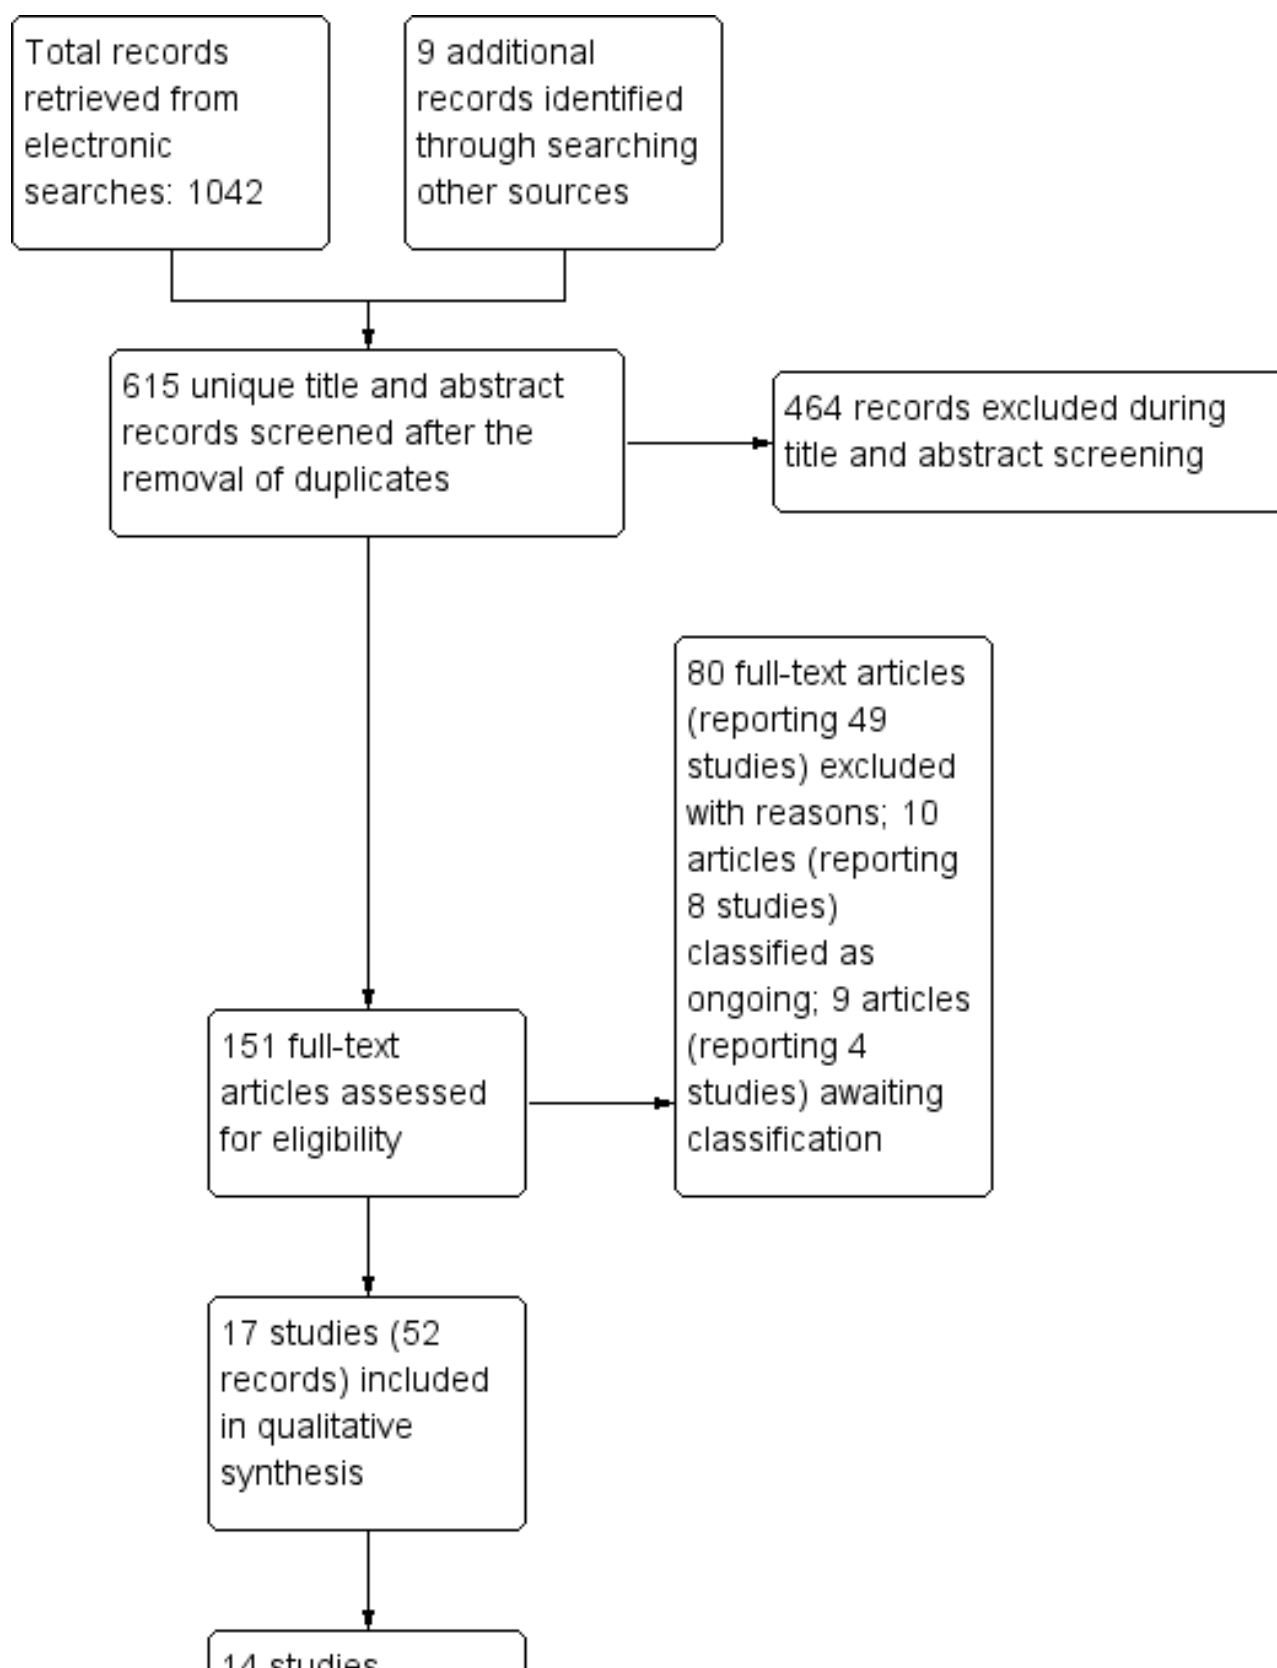 Total records
retrieved from
electronic
searches: 1042
9 additional
records identified
through searching
other sources
615 unique title and abstract
records screened after the
removal of duplicates
464 records excluded during
title and abstract screening
80 full-text articles
(reporting 49
studies) excluded
with reasons; 10
articles (reporting
8 studies)
classified as
ongoing; 9 articles
(reporting 4
studies) awaiting
classification
151 full-text
articles assessed
for eligibility
17 studies (52
records) included
in qualitative
synthesis
14 studies